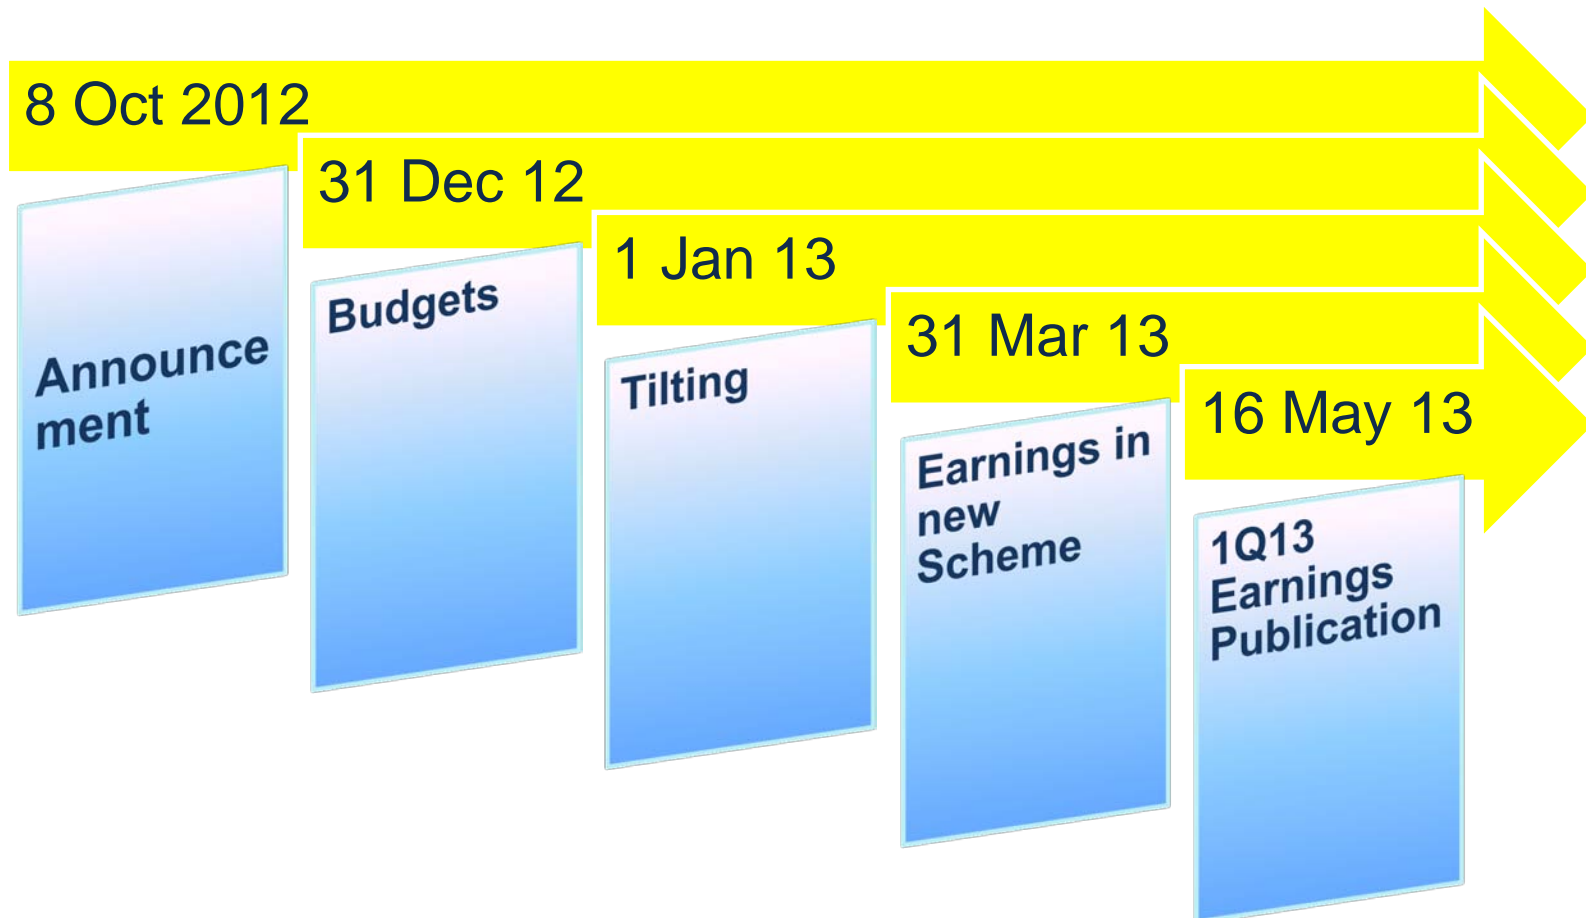 8 Oct 2012
Announce
ment
31 Dec 12
Budgets
1 Jan 13
Tilting
31 Mar 13
Earnings in
new
Scheme
16 May 13
1Q13
Earnings
Publication